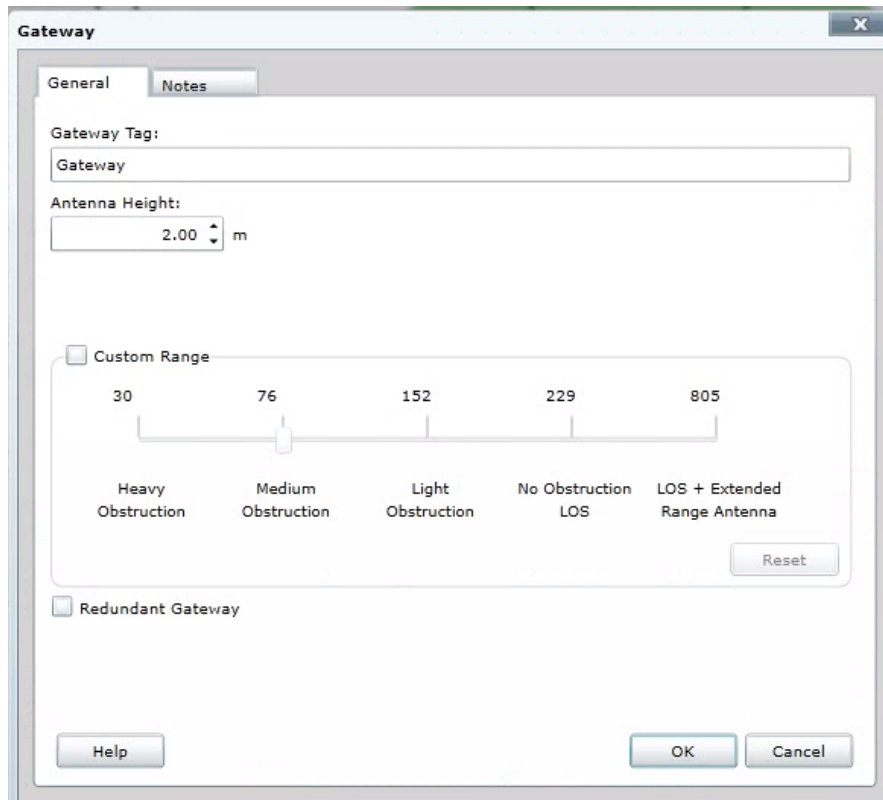 Gateway
General Notes
Gateway Tag:
Gateway
Antenna Height:
2.00 m
Custom Range
30 76 152 229 805
Heavy Medium Light No Obstruction LOS + Extended
Obstruction Obstruction Obstruction LOS Range Antenna
Reset
Redundant Gateway
Help OK Cancel